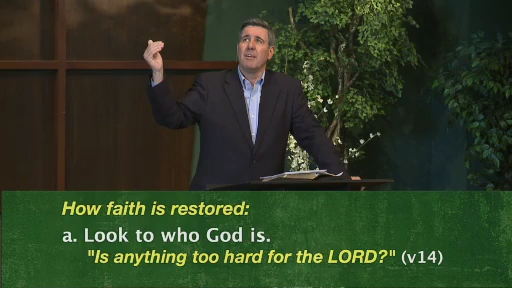 How faith is restored:
a. Look to who God is.
"Is anything too hard for the LORD?" (v14)